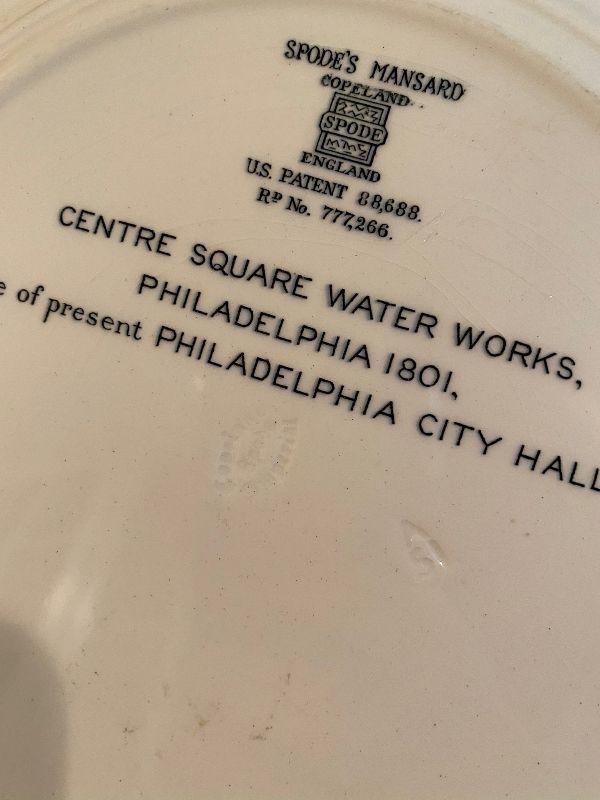 SPODE'S MANSARD
COPELAND
SPODE
ENGLAND
U.S. PATENT 88,688.
RD No. 777,266.
CENTRE SQUARE WATER WORKS,
PHILADELPHIA 1801,
of present PHILADELPHIA CITY HALL